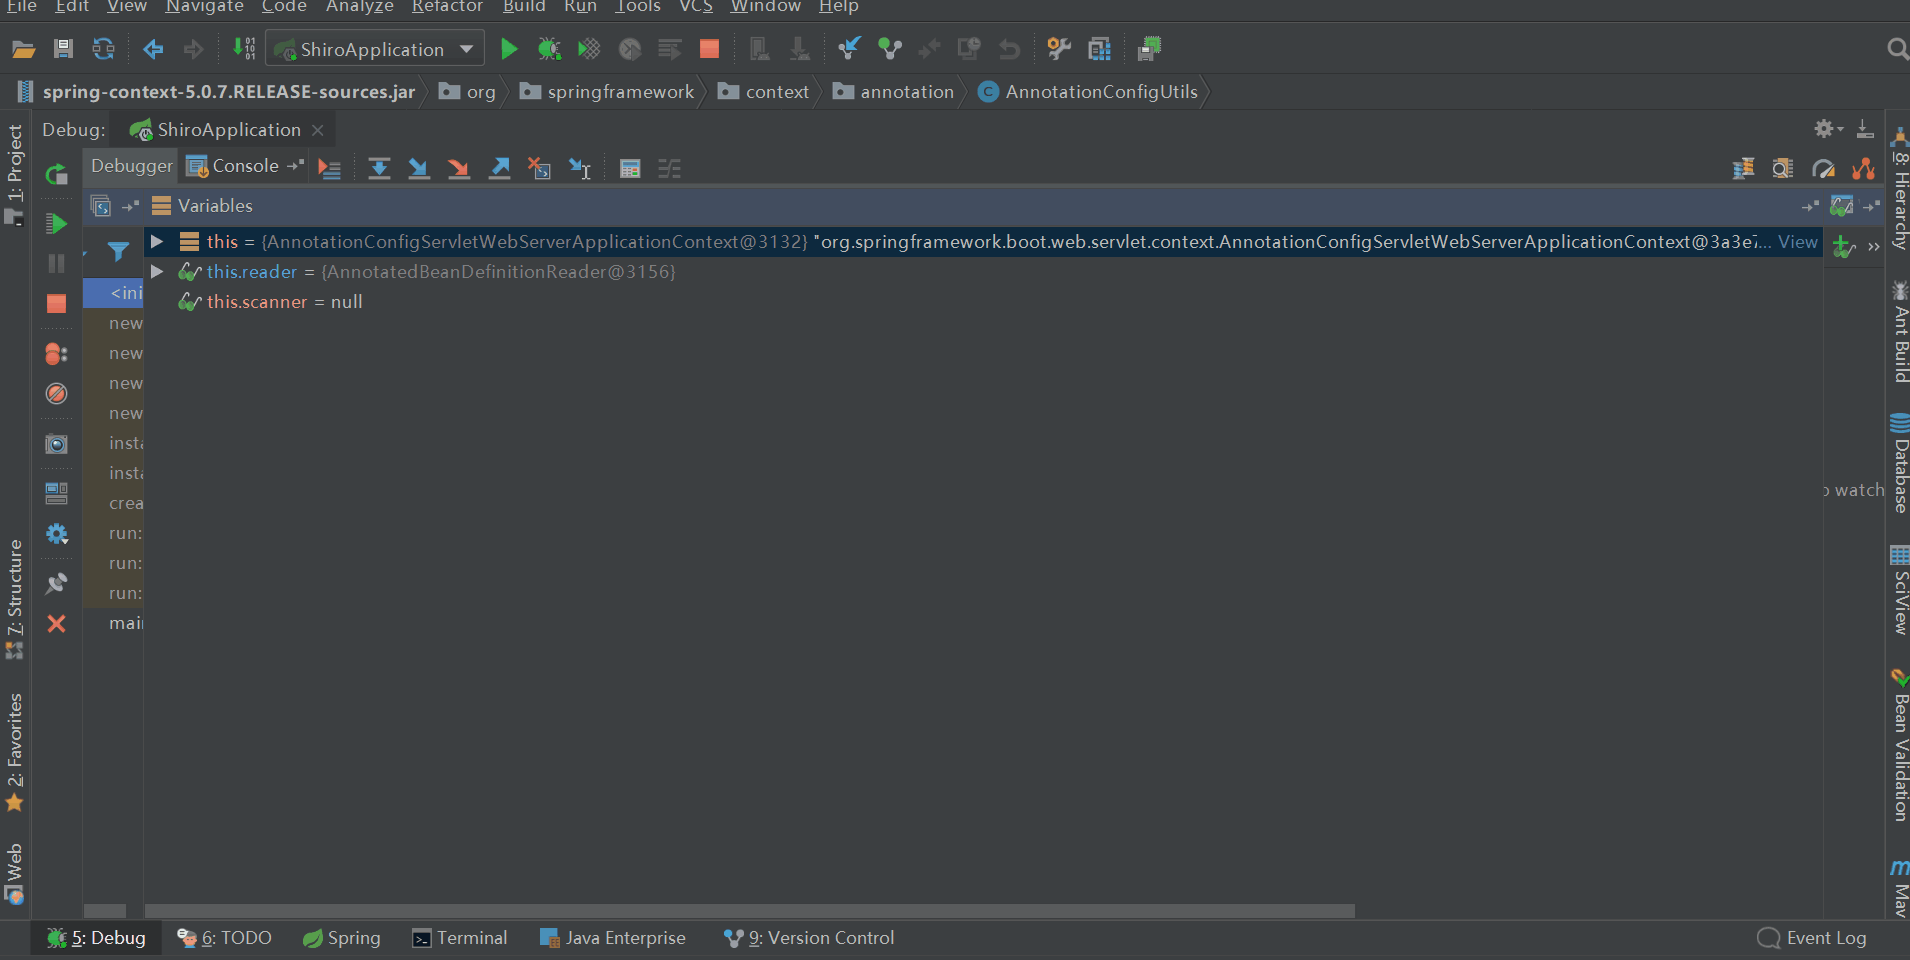 File Edit View Navigate Code Analyze Refactor Build Run Tools VCS Window Help
ShiroApplication
spring-context-5.0.7.RELEASE-sources.jar org springframework context annotation AnnotationConfigUtils
Debug: ShiroApplication
Debugger Console
Variables
this = {AnnotationConfigServletWebServerApplicationContext@3132} "org.springframework.boot.web.servlet.context.AnnotationConfigServletWebServerApplicationContext@3a3e7... View
this.reader = {AnnotatedBeanDefinitionReader@3156}
this.scanner = null
<ini
new
new
new
new
insta
insta
crea
run:
run:
run:
mai
watch
1: Project
7: Structure
2: Favorites
Web
8: Hierarchy
Ant Build
Database
SciView
Bean Validation
Mav
5: Debug 6: TODO Spring Terminal Java Enterprise 9: Version Control Event Log